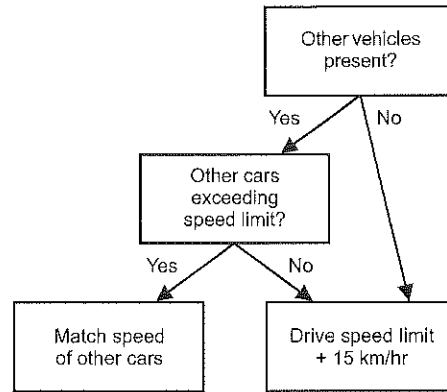 Other vehicles
present?
Yes
No
Other cars
exceeding
speed limit?
Yes
No
Match speed
of other cars
Drive speed limit
+ 15 km/hr